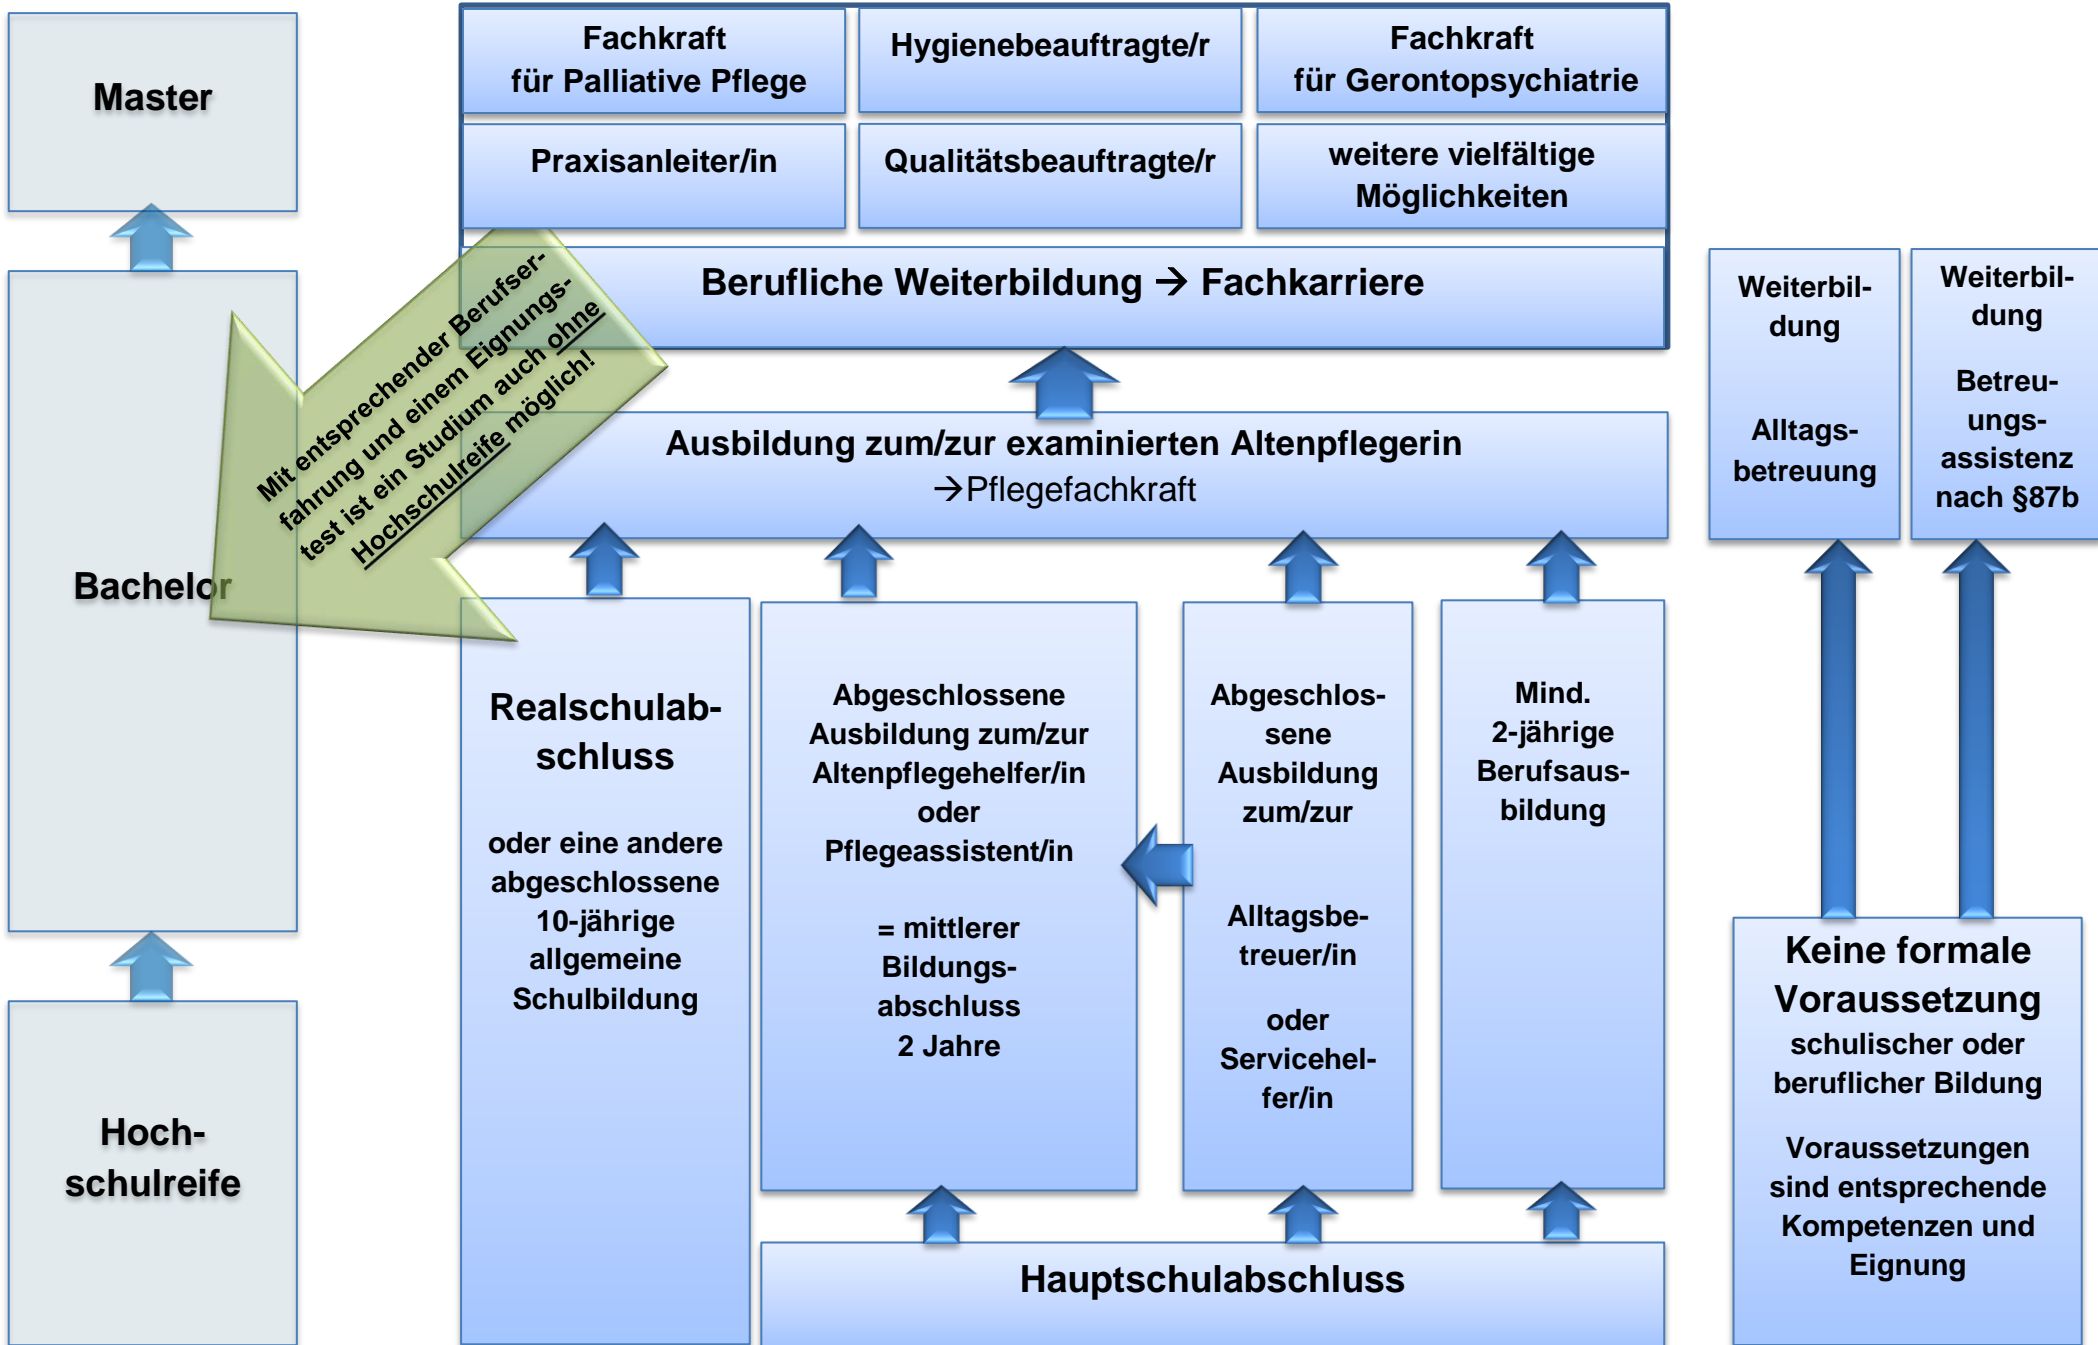 Master
Bachelor
Hoch-
schulreife
Mit entsprechender Berufser-
fahrung und einem Eignungs-
test ist ein Studium auch ohne
Hochschulreife möglich!
Fachkraft
für Palliative Pflege
Hygienebeauftragte/r
Fachkraft
für Gerontopsychiatrie
Praxisanleiter/in
Qualitätsbeauftragte/r
weitere vielfältige
Möglichkeiten
Berufliche Weiterbildung → Fachkarriere
Ausbildung zum/zur examinierten Altenpflegerin
→Pflegefachkraft
Realschulab-
schluss
oder eine andere
abgeschlossene
10-jährige
allgemeine
Schulbildung
Abgeschlossene
Ausbildung zum/zur
Altenpflegehelfer/in
oder
Pflegeassistent/in
= mittlerer
Bildungs-
abschluss
2 Jahre
Abgeschlos-
sene
Ausbildung
zum/zur
Alltagsbe-
treuer/in
oder
Servicehel-
fer/in
Mind.
2-jährige
Berufsaus-
bildung
Hauptschulabschluss
Weiterbil-
dung
Alltags-
betreuung
Weiterbil-
dung
Betreu-
ungs-
assistenz
nach §87b
Keine formale
Voraussetzung
schulischer oder
beruflicher Bildung
Voraussetzungen
sind entsprechende
Kompetenzen und
Eignung